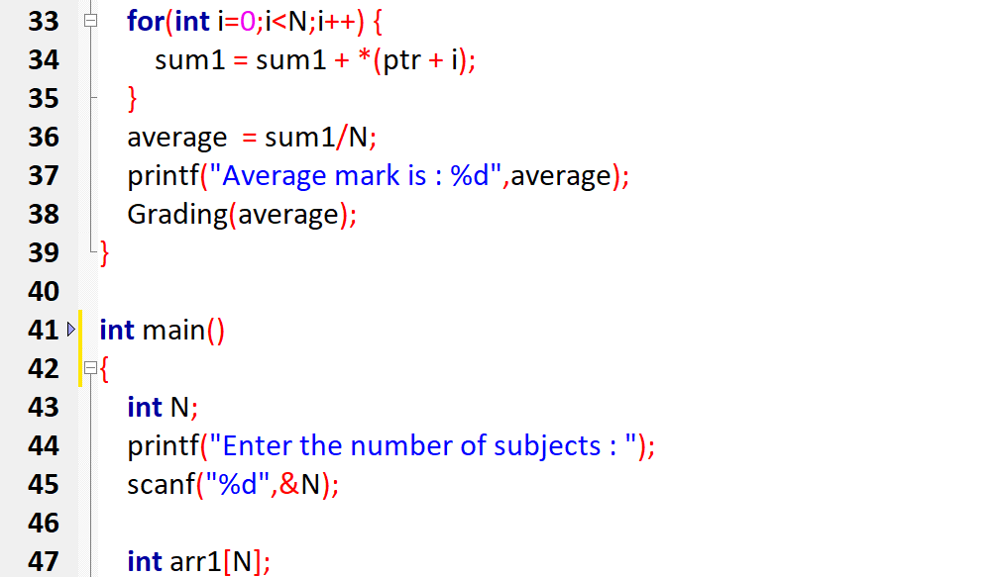 33 for(int i=0;i<N;i++) {
34 sum1 = sum1 + *(ptr + i);
35 }
36 average  = sum1/N;
37 printf("Average mark is : %d",average);
38 Grading(average);
39 }
40
41 int main()
42 {
43 int N;
44 printf("Enter the number of subjects : ");
45 scanf("%d",&N);
46
47 int arr1[N];